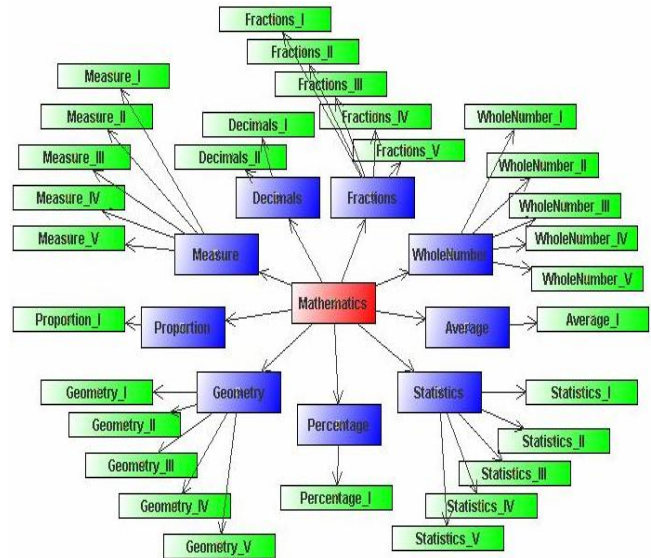 Fractions_I
Fractions_II
Measure_I
Fractions_III
Measure_II
Decimals_I
Fractions_IV
WholeNumber_I
Measure_III
Decimals_II
Fractions_V
WholeNumber_II
Measure_IV
Decimals
Fractions
WholeNumber_III
Measure_V
Measure
WholeNumber
WholeNumber_IV
WholeNumber_V
Mathematics
Proportion_I
Proportion
Average
Average_I
Geometry_I
Geometry
Statistics
Statistics_I
Geometry_II
Percentage
Statistics_II
Geometry_III
Statistics_III
Geometry_IV
Percentage_I
Statistics_IV
Geometry_V
Statistics_V